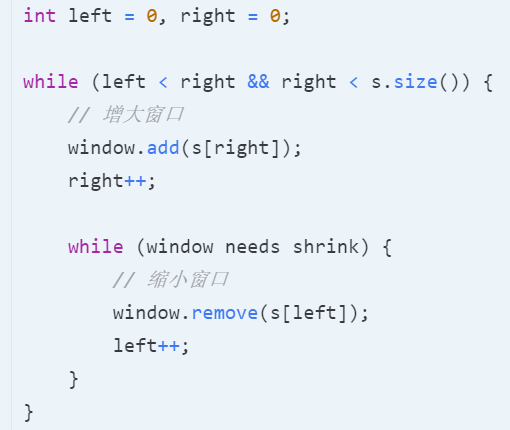 int left = 0, right = 0;
while (left < right && right < s.size()) {
// 增大窗口
window.add(s[right]);
right++;
while (window needs shrink) {
// 缩小窗口
window.remove(s[left]);
left++;
}
}